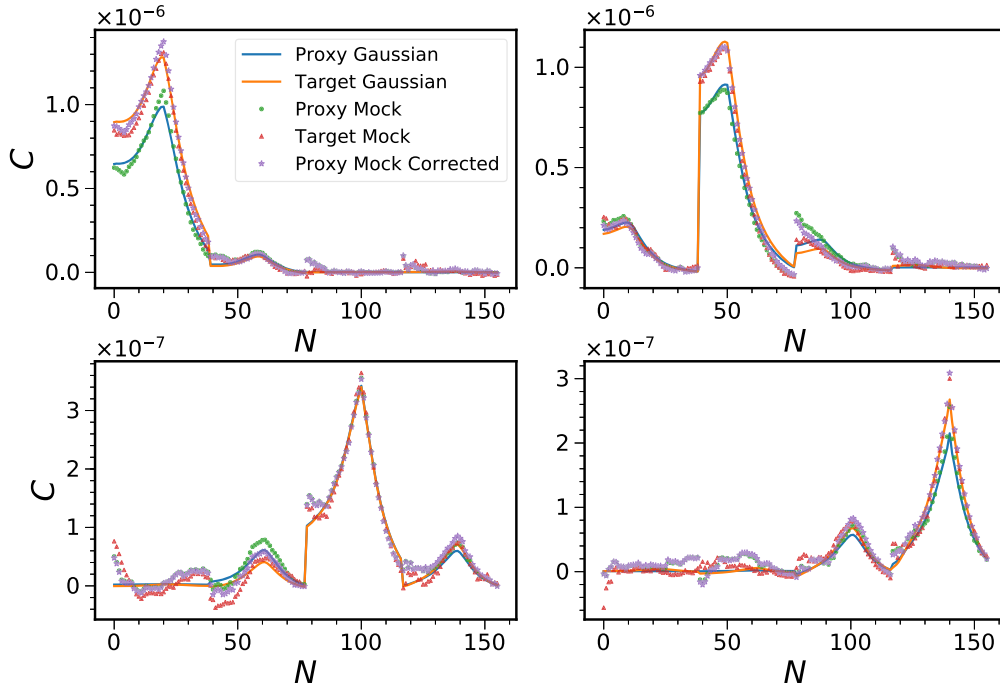 ×10⁻⁶ ×10⁻⁶
Proxy Gaussian
Target Gaussian
Proxy Mock
Target Mock
Proxy Mock Corrected
C
1.0
0.5
0.0
0 50 100 150
N
1.0
0.5
0.0
0 50 100 150
N
×10⁻⁷ ×10⁻⁷
C
3
2
1
0
0 50 100 150
N
3
2
1
0
0 50 100 150
N